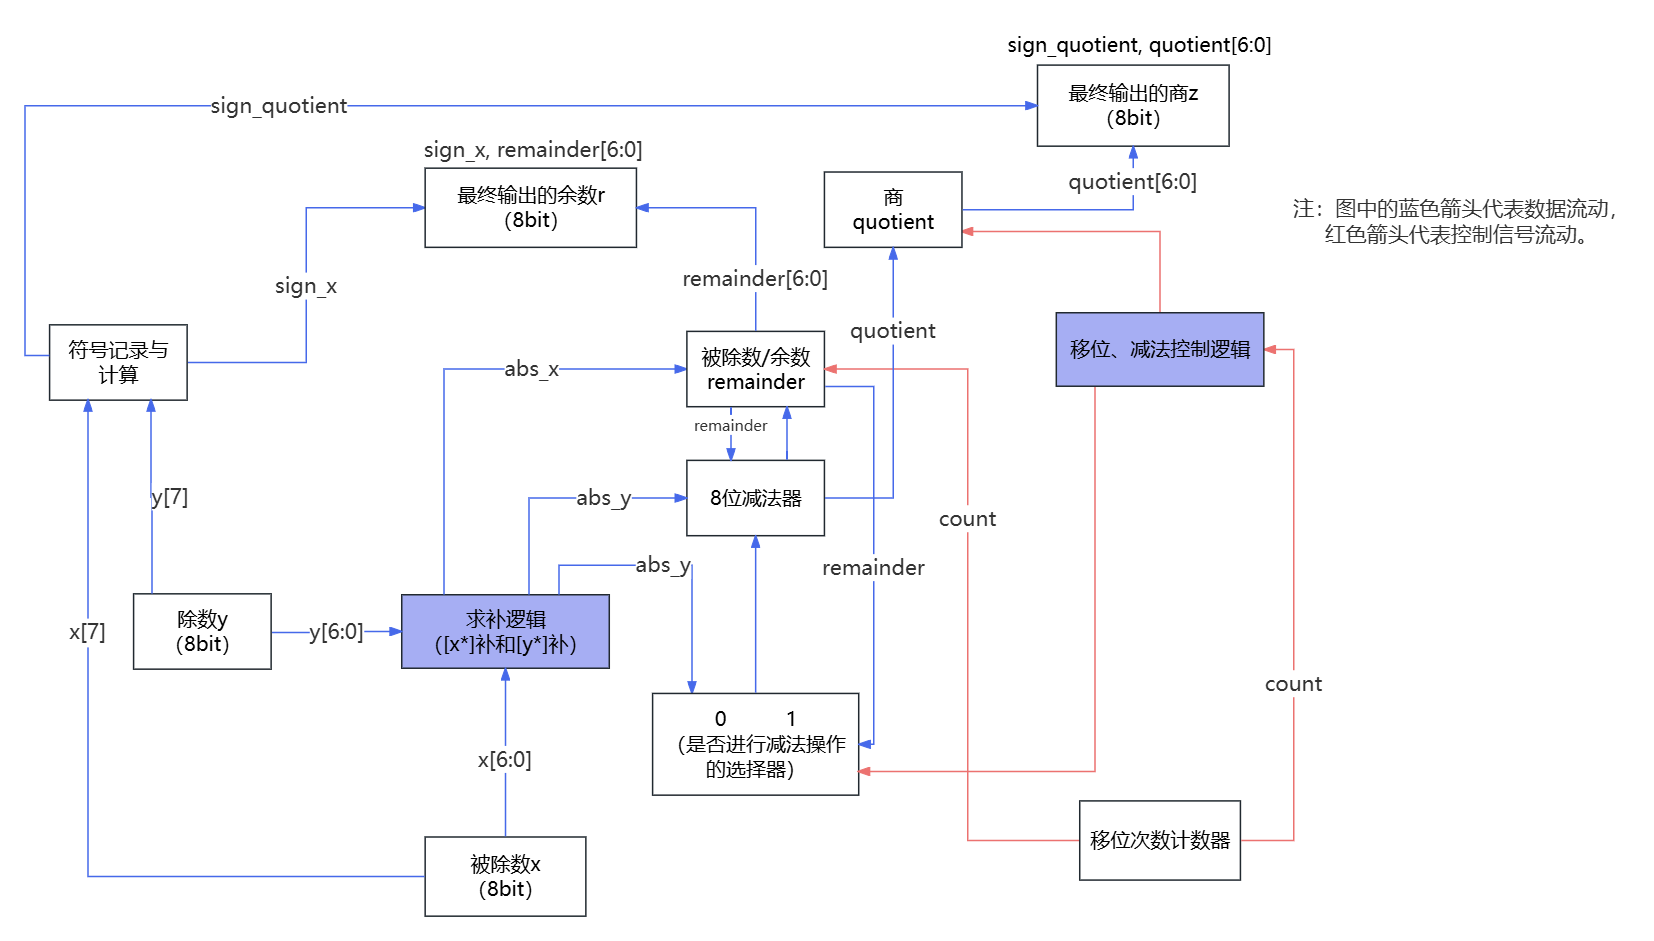 sign_quotient, quotient[6:0]
最终输出的商z
（8bit）
sign_quotient
sign_x, remainder[6:0]
最终输出的余数r
（8bit）
商
quotient
quotient[6:0]
注：图中的蓝色箭头代表数据流动，
红色箭头代表控制信号流动。
sign_x
remainder[6:0]
quotient
符号记录与
计算
abs_x
被除数/余数
remainder
移位、减法控制逻辑
remainder
y[7]
abs_y
8位减法器
count
abs_y
remainder
x[7]
除数y
（8bit）
y[6:0]
求补逻辑
（[x*]补和[y*]补）
count
x[6:0]
0 1
（是否进行减法操作
的选择器）
移位次数计数器
被除数x
（8bit）